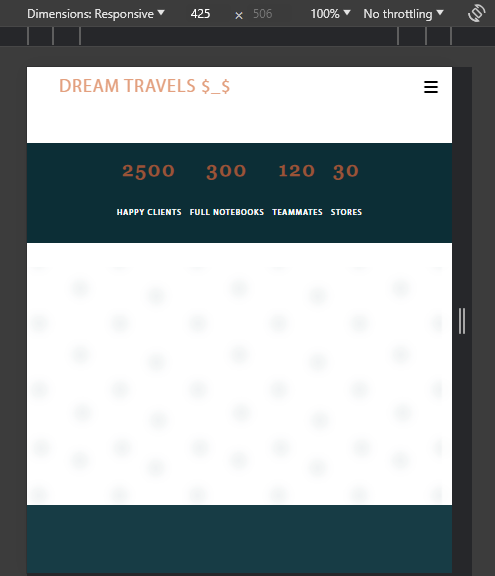 Dimensions: Responsive ▼ 425 × 506 100% ▼ No throttling ▼
DREAM TRAVELS $_$
2500 300 120 30
HAPPY CLIENTS FULL NOTEBOOKS TEAMMATES STORES